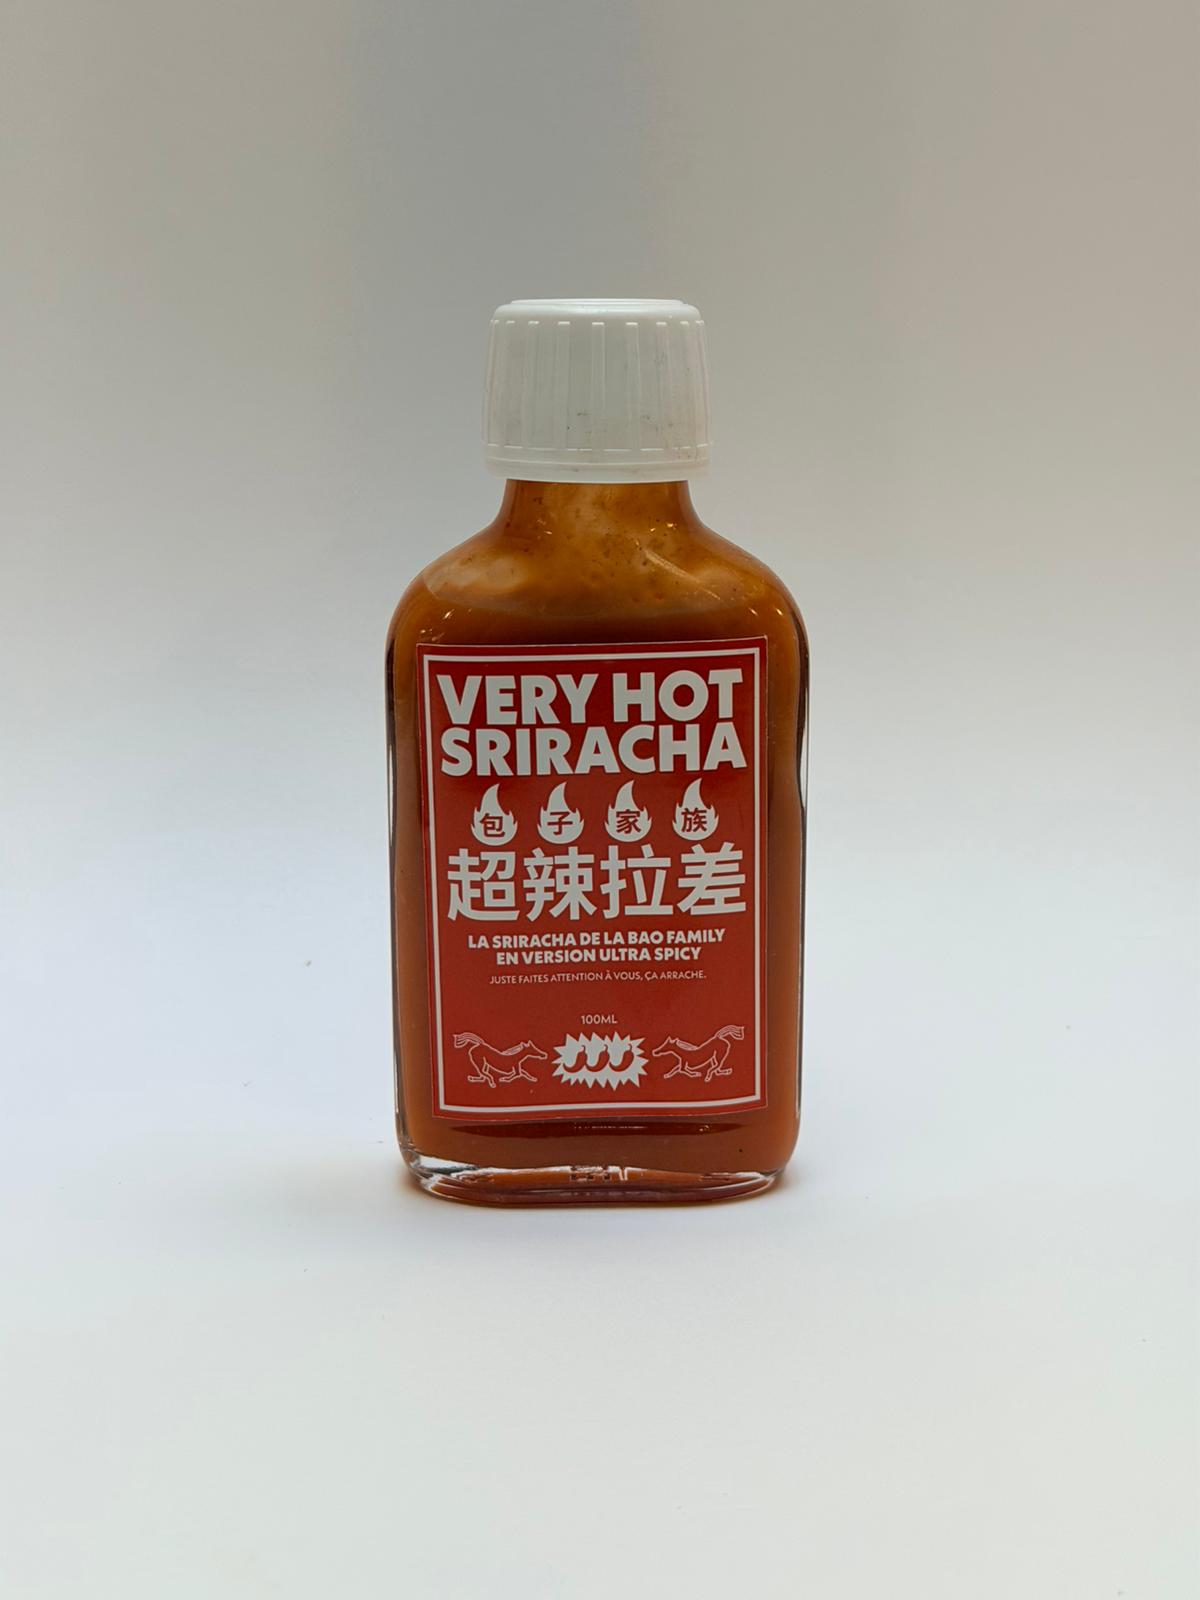 VERY HOT
SRIRACHA
包 子 家 族
超辣拉差
LA SRIRACHA DE LA BAO FAMILY
EN VERSION ULTRA SPICY
JUSTE FAITES ATTENTION À VOUS, ÇA ARRACHE.
100ML